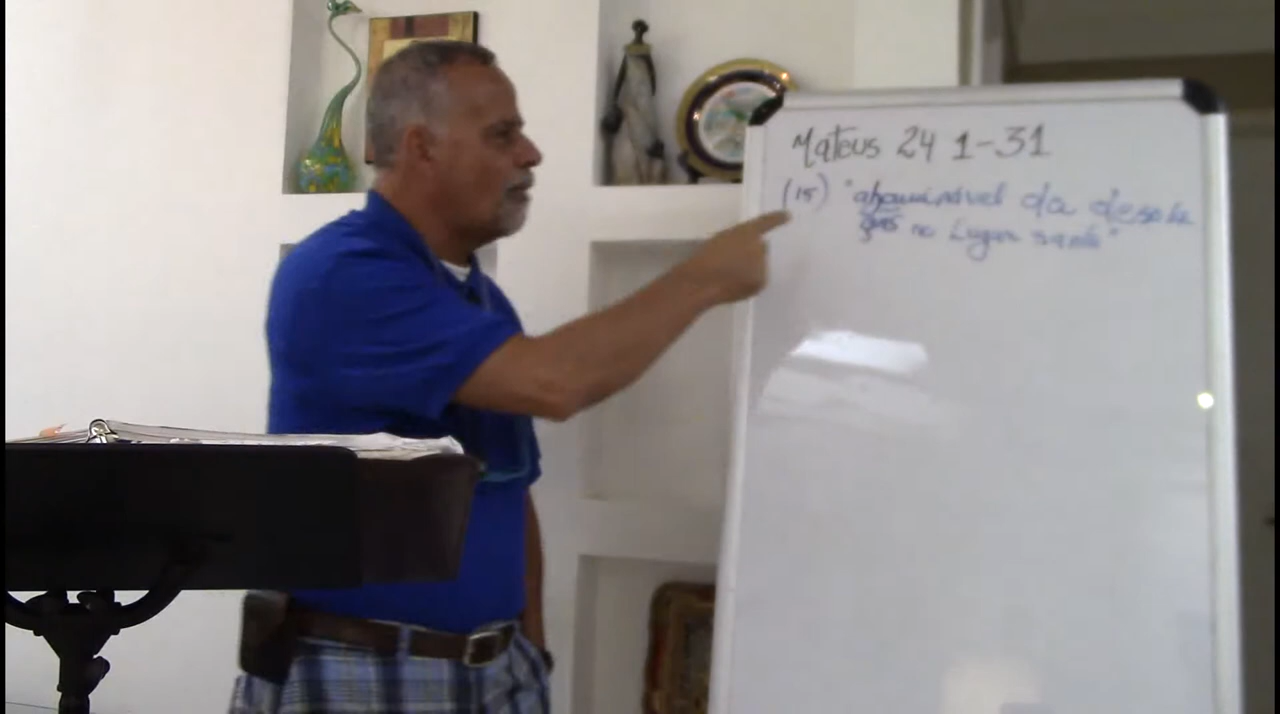 Mateus 24 1-31
(15) "abominável da desola
ção no Lugar santo"